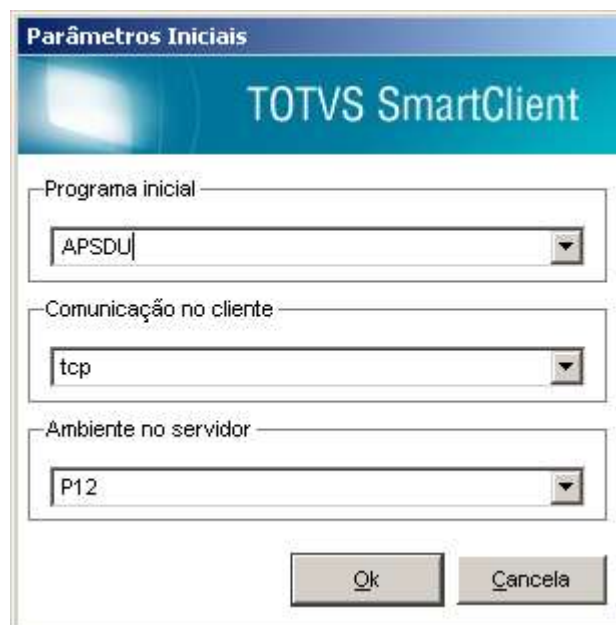 Parâmetros Iniciais
TOTVS SmartClient
Programa inicial
APSDU
Comunicação no cliente
tcp
Ambiente no servidor
P12
Ok Cancela